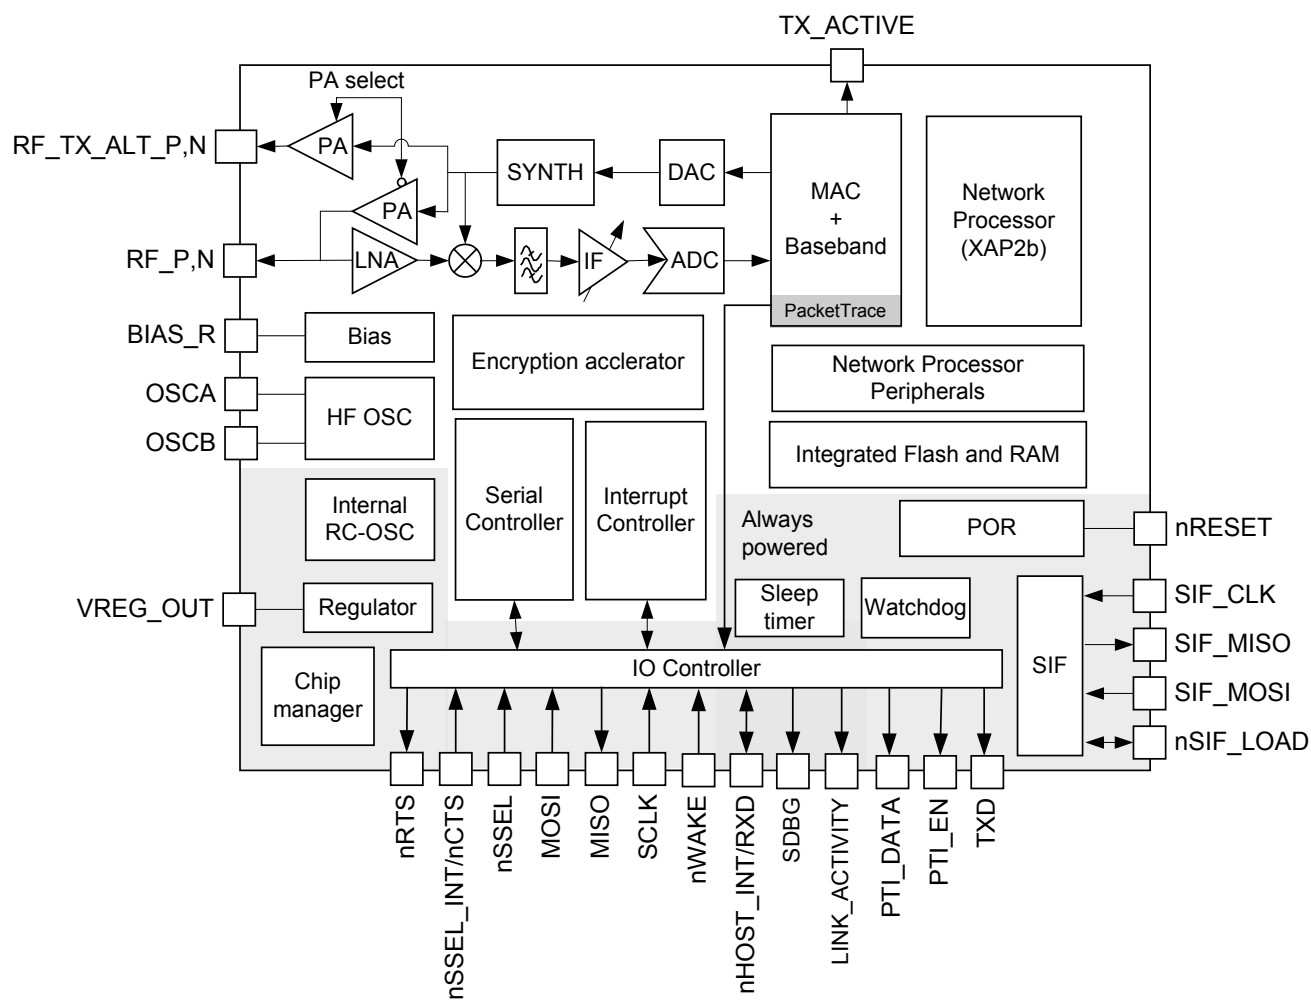 TX_ACTIVE
PA select
RF_TX_ALT_P,N
PA
SYNTH
DAC
MAC
+
Baseband
Network
Processor
(XAP2b)
PA
RF_P,N
LNA
IF
ADC
PacketTrace
BIAS_R
Bias
Encryption acclerator
Network Processor
Peripherals
OSCA
HF OSC
OSCB
Integrated Flash and RAM
Internal
RC-OSC
Serial
Controller
Interrupt
Controller
Always
powered
POR
nRESET
VREG_OUT
Regulator
Sleep
timer
Watchdog
SIF_CLK
SIF_MISO
SIF
IO Controller
Chip
manager
SIF_MOSI
nSIF_LOAD
nRTS
nSSEL_INT/nCTS
nSSEL
MOSI
MISO
SCLK
nWAKE
nHOST_INT/RXD
SDBG
LINK_ACTIVITY
PTI_DATA
PTI_EN
TXD